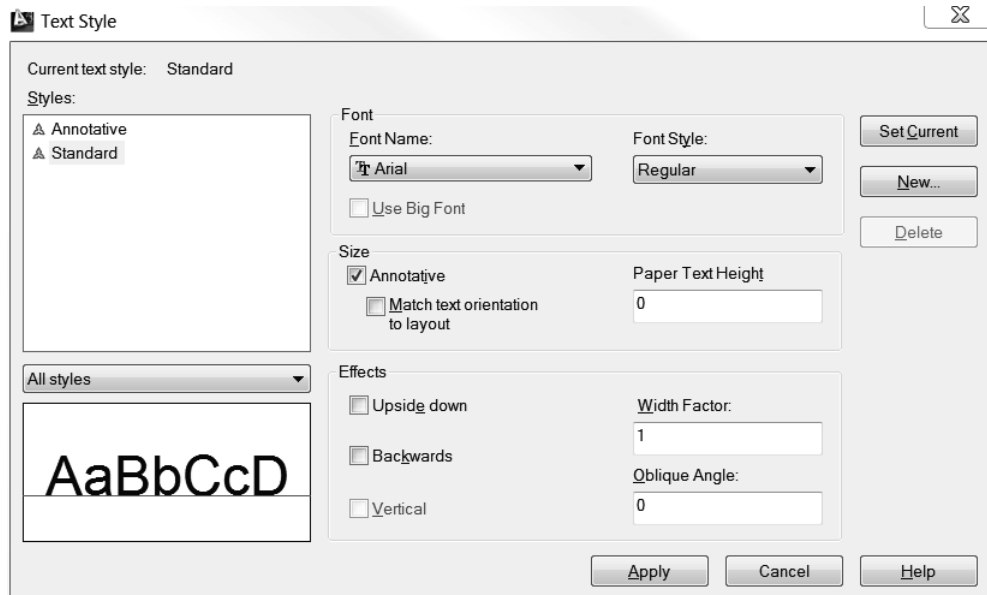 Text Style
Current text style: Standard
Styles:
Annotative
Standard
All styles
AaBbCcD
Font
Font Name:
Arial
Font Style:
Regular
Use Big Font
Size
Annotative
Match text orientation
to layout
Paper Text Height
0
Effects
Upside down
Backwards
Vertical
Width Factor:
1
Oblique Angle:
0
Set Current
New...
Delete
Apply
Cancel
Help